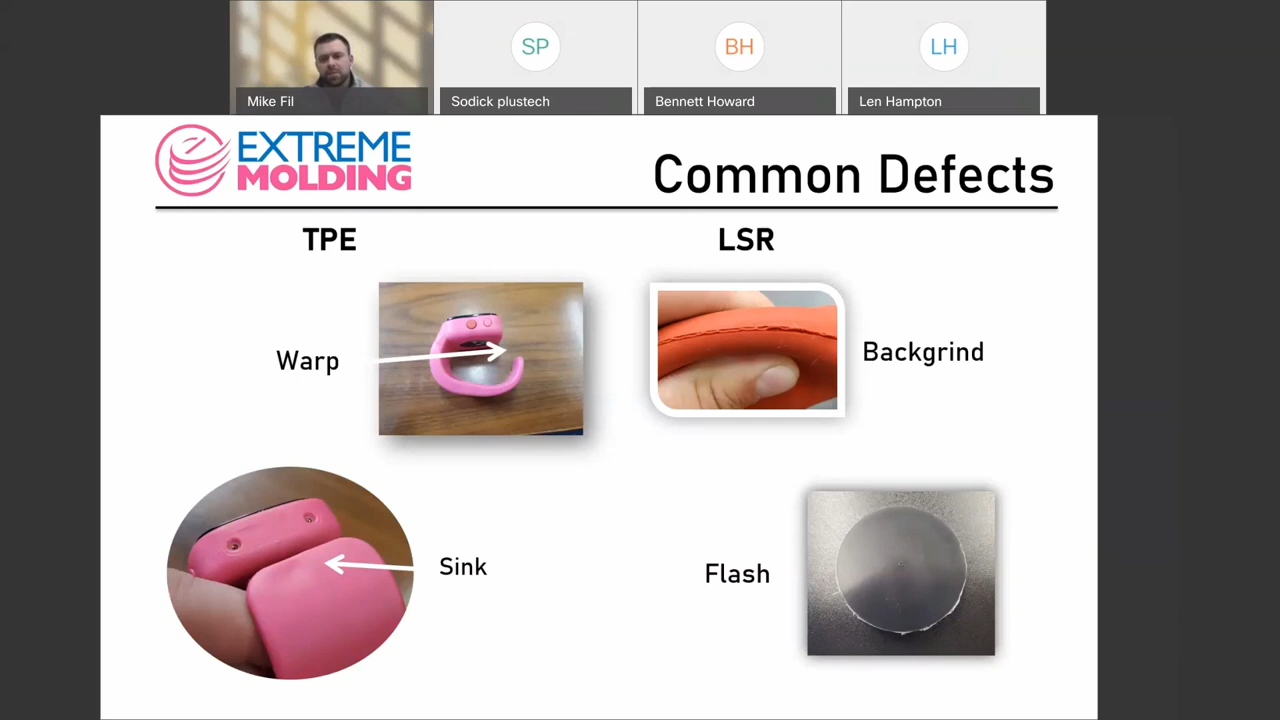 SP
BH
LH
Mike Fil
Sodick plustech
Bennett Howard
Len Hampton
EXTREME
MOLDING
Common Defects
TPE
LSR
Warp
Backgrind
Sink
Flash